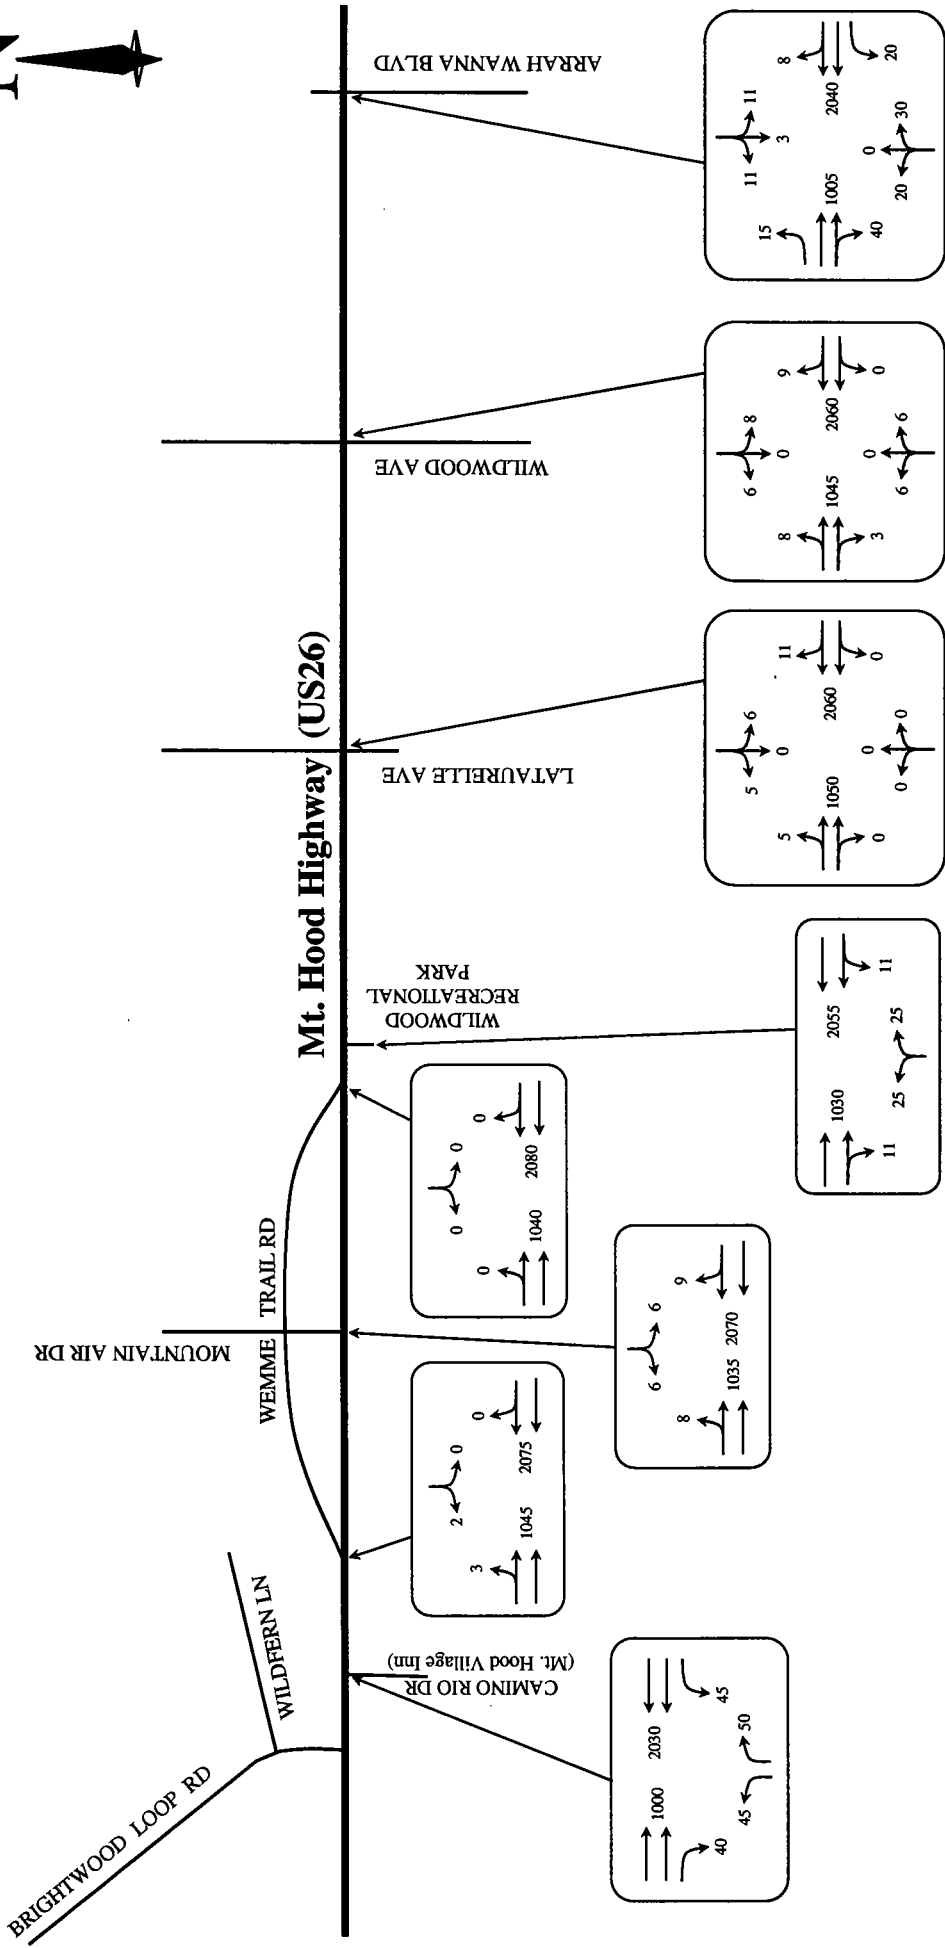 N
BRIGHTWOOD LOOP RD
WILDFERN LN
WEMME TRAIL RD
MOUNTAIN AIR DR
Mt. Hood Highway (US26)
CAMINO RIO DR
(Mt. Hood Village Inn)
WILDWOOD
RECREATIONAL
PARK
LATAURELLE AVE
WILDWOOD AVE
ARRAH WANNA BLVD
1000 2030
40 45
45 50
2 0
3 0
1045 2075
6 6
8 9
1035 2070
0 0
0 0
1040 2080
1030 2055
11 11
25 25
5 6
5 0 11
1050 2060
0 0 0
0 0
6 8
8 0 9
1045 2060
3 0 0
6 6
11 11
15 3 8
1005 2040
40 0 20
20 30